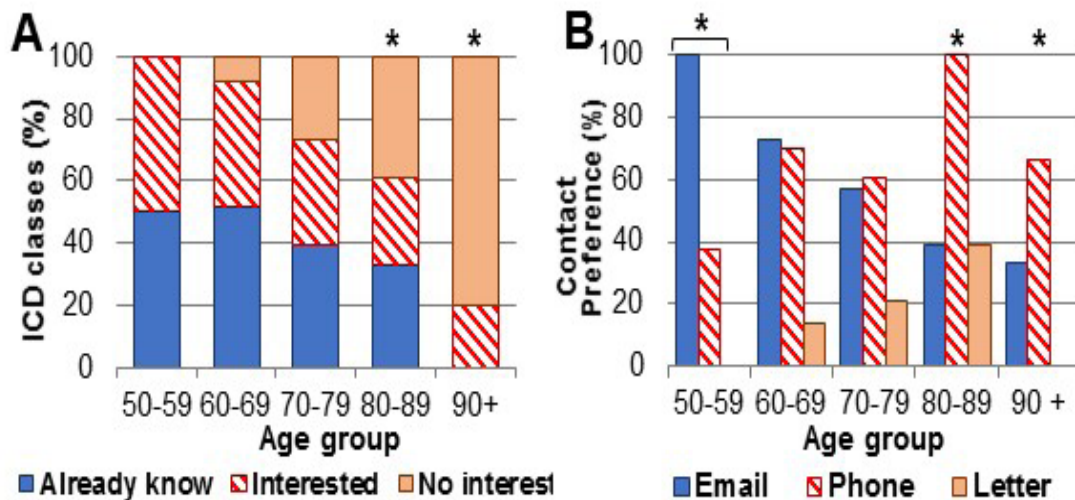 A
* *
ICD classes (%)
100
80
60
40
20
0
50-59 60-69 70-79 80-89 90+
Age group
Already know Interested No interest
B
* * *
Contact
Preference (%)
100
80
60
40
20
0
50-59 60-69 70-79 80-89 90 +
Age group
Email Phone Letter